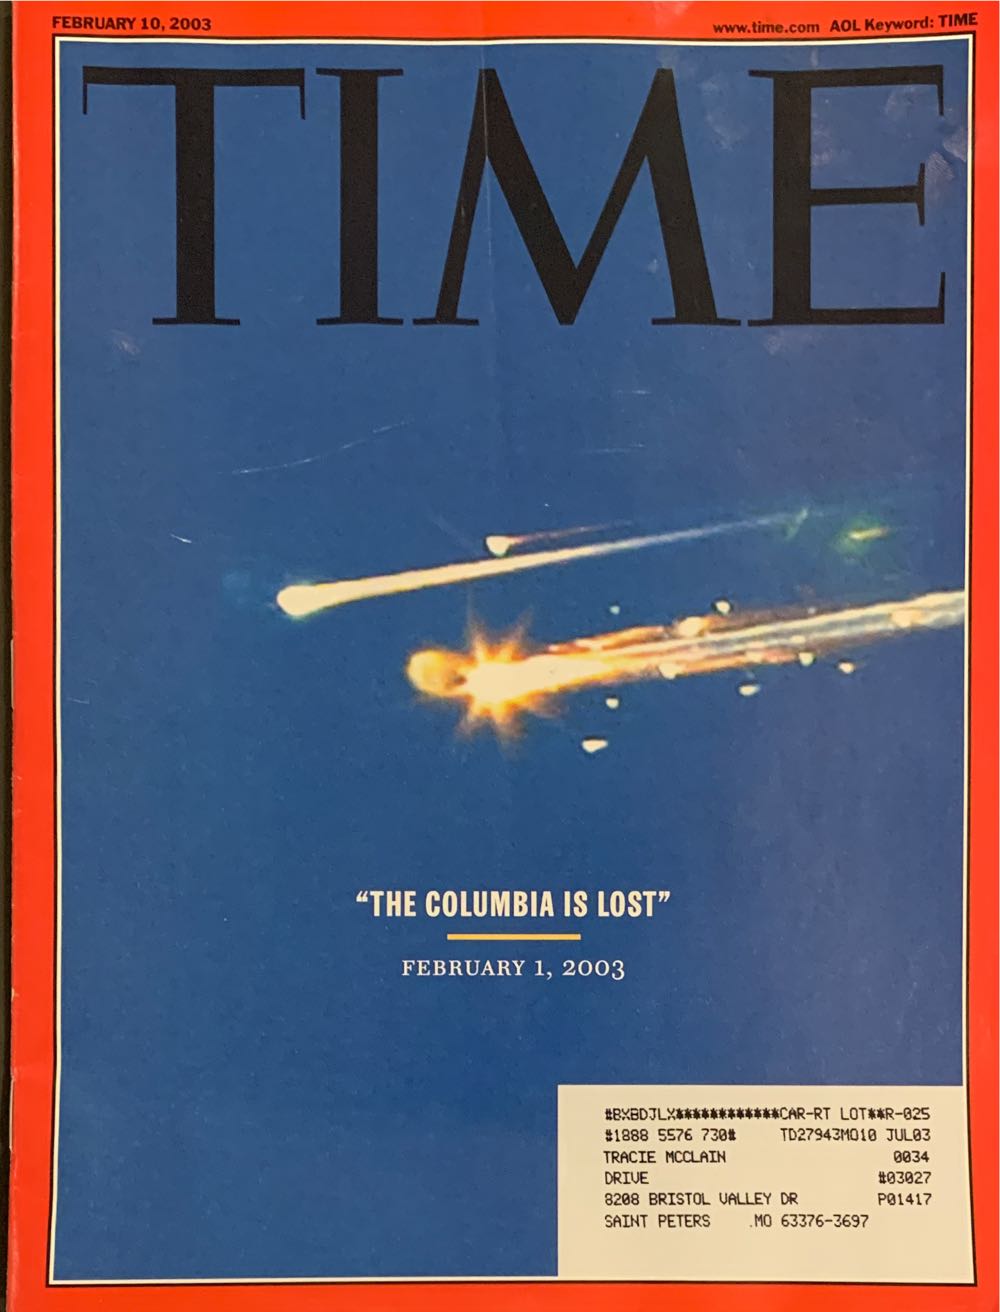 FEBRUARY 10, 2003
www.time.com AOL Keyword: TIME
TIME
“THE COLUMBIA IS LOST”
FEBRUARY 1, 2003
#BXBDJLX************CAR-RT LOT**R-025
#1888 5576 730# TD27943M010 JUL03
TRACIE MCCLAIN 0034
DRIVE #03027
8208 BRISTOL VALLEY DR P01417
SAINT PETERS .MO 63376-3697